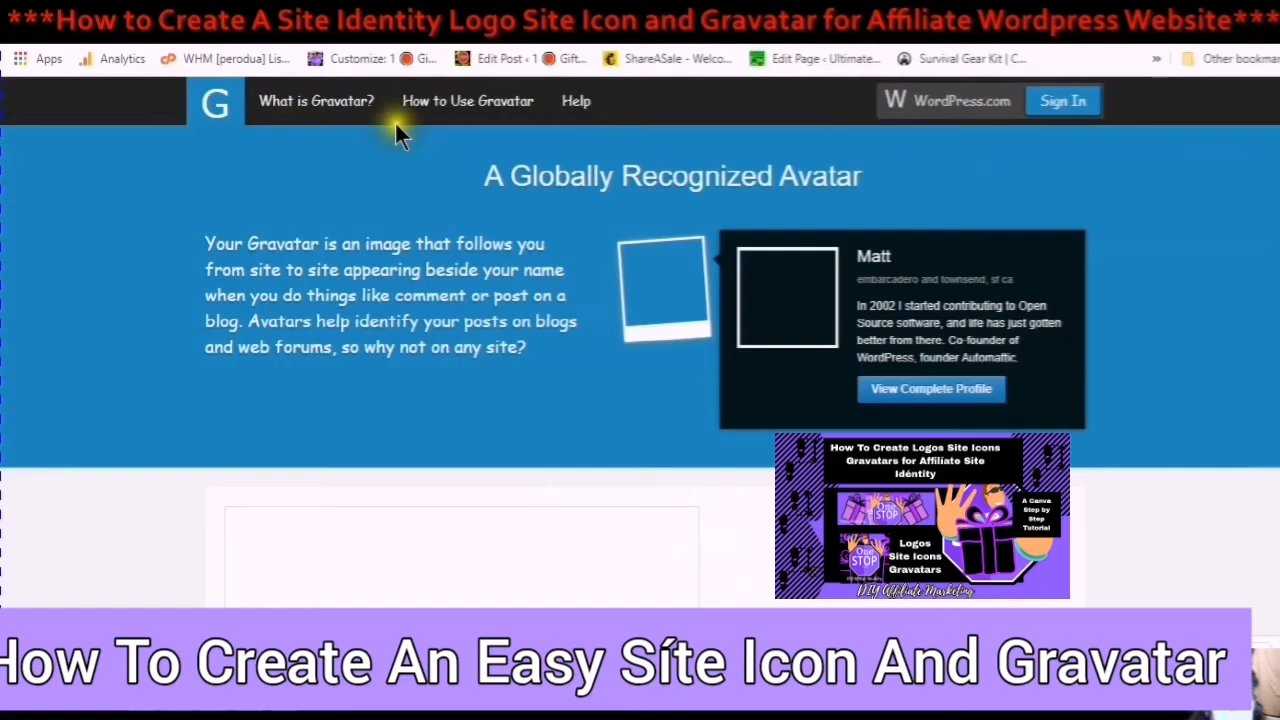 ***How to Create A Site Identity Logo Site Icon and Gravatar for Affiliate Wordpress Website***
Apps
Analytics
WHM [perodua] Lis...
Customize: 1 Gi...
Edit Post ‹ 1 Gift...
ShareASale - Welco...
Edit Page ‹ Ultimate...
Survival Gear Kit | C...
»
Other bookmar
G
What is Gravatar?
How to Use Gravatar
Help
W WordPress.com
Sign In
A Globally Recognized Avatar
Your Gravatar is an image that follows you
from site to site appearing beside your name
when you do things like comment or post on a
blog. Avatars help identify your posts on blogs
and web forums, so why not on any site?
Matt
embarcadero and townsend, sf ca
In 2002 I started contributing to Open
Source software, and life has just gotten
better from there. Co-founder of
WordPress, founder Automattic.
View Complete Profile
How To Create Logos Site Icons
Gravatars for Affiliate Site
Idéntity
One
STOP
A Canva
Step by
Step
Tutorial
One
STOP
Logos
Site Icons
Gravatars
DIY Affiliate Marketing
How To Create An Easy Síte Icon And Gravatar